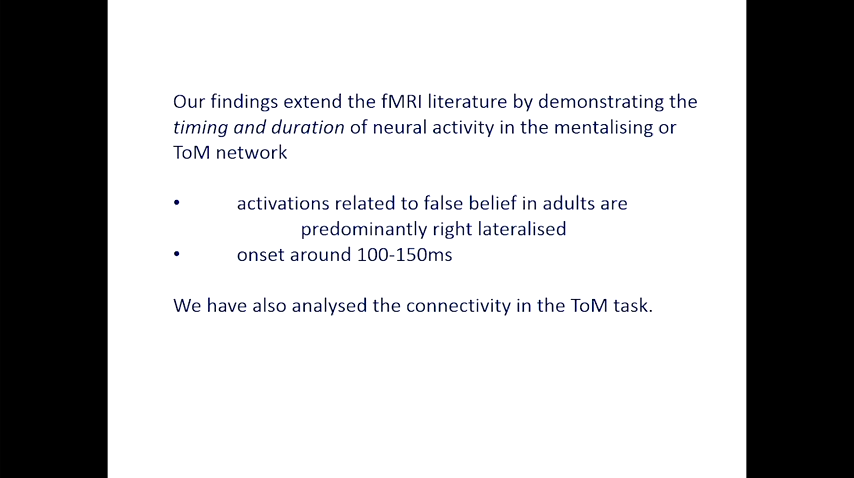 Our findings extend the fMRI literature by demonstrating the
timing and duration of neural activity in the mentalising or
ToM network
• activations related to false belief in adults are
predominantly right lateralised
• onset around 100-150ms
We have also analysed the connectivity in the ToM task.